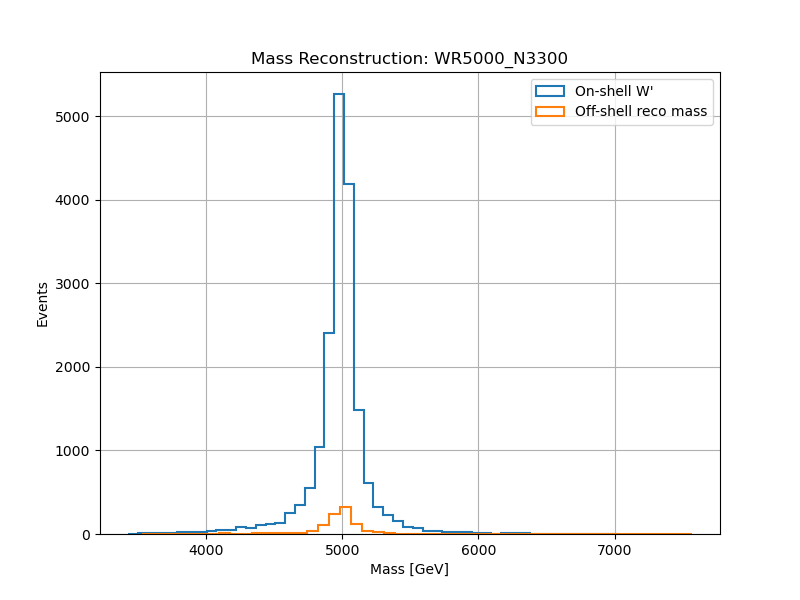 Mass Reconstruction: WR5000_N3300
On-shell W'
Off-shell reco mass
Events
5000
4000
3000
2000
1000
0
4000 5000 6000 7000
Mass [GeV]